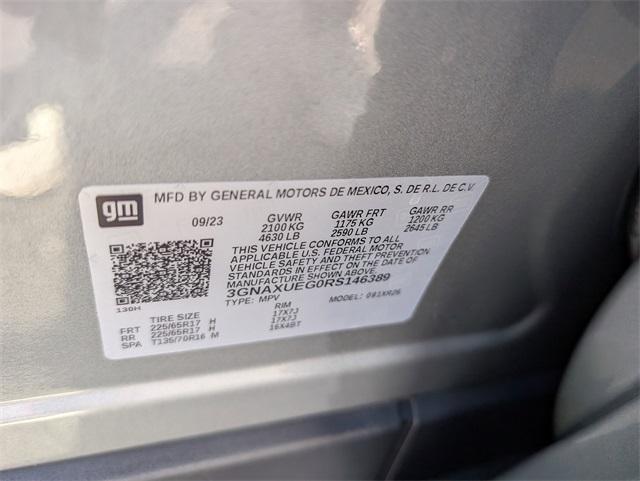 gm
MFD BY GENERAL MOTORS DE MEXICO, S. DE R.L. DE C.V.
09/23 GVWR GAWR FRT GAWR RR
2100 KG 1175 KG 1200 KG
4630 LB 2590 LB 2645 LB
THIS VEHICLE CONFORMS TO ALL
APPLICABLE U.S. FEDERAL MOTOR
VEHICLE SAFETY AND THEFT PREVENTION
STANDARDS IN EFFECT ON THE DATE OF
MANUFACTURE SHOWN ABOVE.
3GNAXUEG0RS146389
TYPE: MPV MODEL: 091XR26
130H
TIRE SIZE RIM
FRT 225/65R17 H 17X7J
RR 225/65R17 H 17X7J
SPA T135/70R16 M 16X4BT